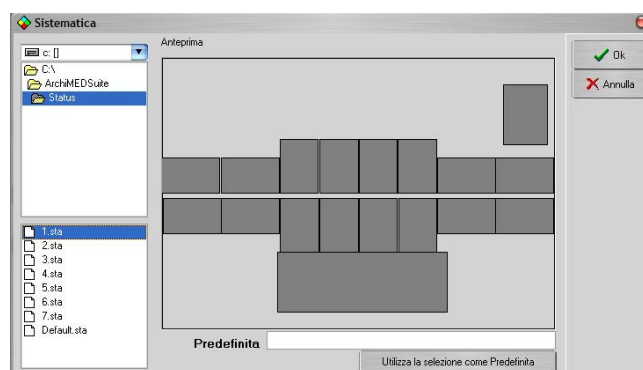 Sistematica
c: []
Anteprima
Ok
C:\
ArchiMEDSuite
Annulla
Status
1.sta
2.sta
3.sta
4.sta
5.sta
6.sta
7.sta
Default.sta
Predefinita
Utilizza la selezione come Predefinita